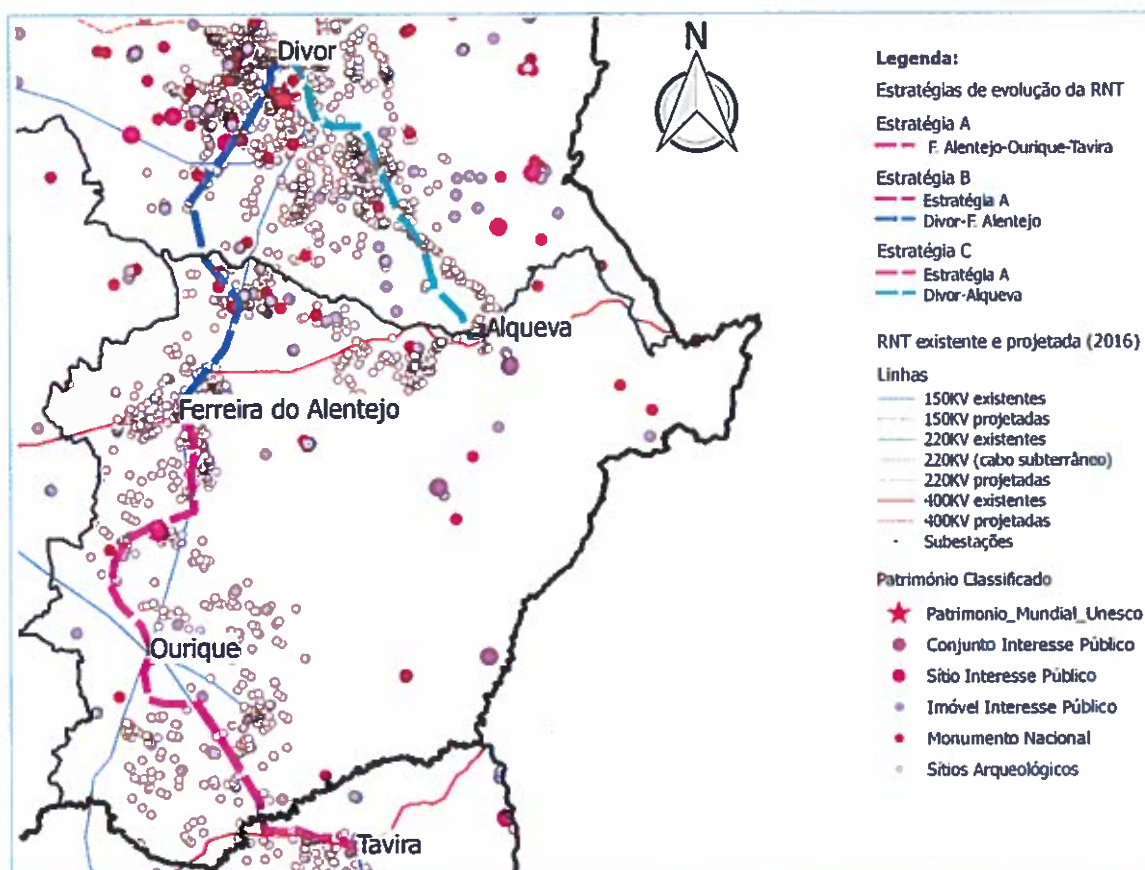 Divor
Alqueva
Ferreira do Alentejo
Ourique
Tavira
N
Legenda:
Estratégias de evolução da RNT
Estratégia A
F. Alentejo-Ourique-Tavira
Estratégia B
Estratégia A
Divor-F. Alentejo
Estratégia C
Estratégia A
Divor-Alqueva
RNT existente e projetada (2016)
Linhas
150KV existentes
150KV projetadas
220KV existentes
220KV (cabo subterrâneo)
220KV projetadas
400KV existentes
400KV projetadas
Subestações
Património Classificado
Patrimonio_Mundial_Unesco
Conjunto Interesse Público
Sítio Interesse Público
Imóvel Interesse Público
Monumento Nacional
Sítios Arqueológicos